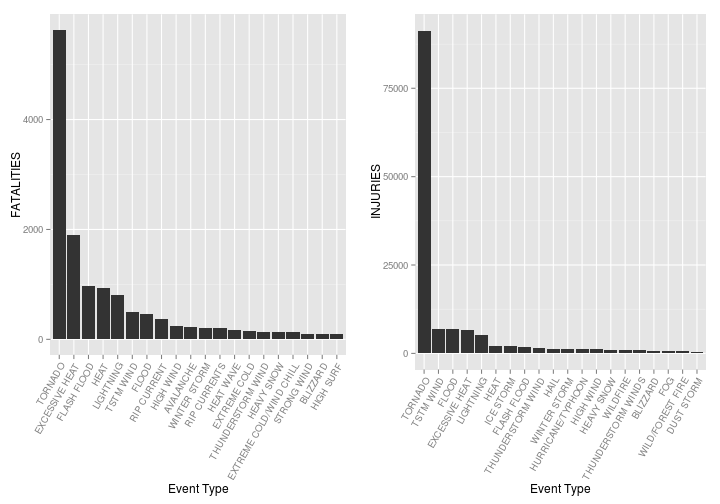 FATALITIES
4000
2000
0
TORNADO
EXCESSIVE HEAT
FLASH FLOOD
HEAT
LIGHTNING
TSTM WIND
FLOOD
RIP CURRENT
HIGH WIND
AVALANCHE
WINTER STORM
RIP CURRENTS
HEAT WAVE
EXTREME COLD
THUNDERSTORM WIND
HEAVY SNOW
EXTREME COLD/WIND CHILL
STRONG WIND
BLIZZARD
HIGH SURF
Event Type
INJURIES
75000
50000
25000
0
TORNADO
TSTM WIND
FLOOD
EXCESSIVE HEAT
LIGHTNING
HEAT
ICE STORM
FLASH FLOOD
THUNDERSTORM WIND
HAIL
WINTER STORM
HURRICANE/TYPHOON
HIGH WIND
HEAVY SNOW
WILDFIRE
THUNDERSTORM WINDS
BLIZZARD
FOG
WILD/FOREST FIRE
DUST STORM
Event Type